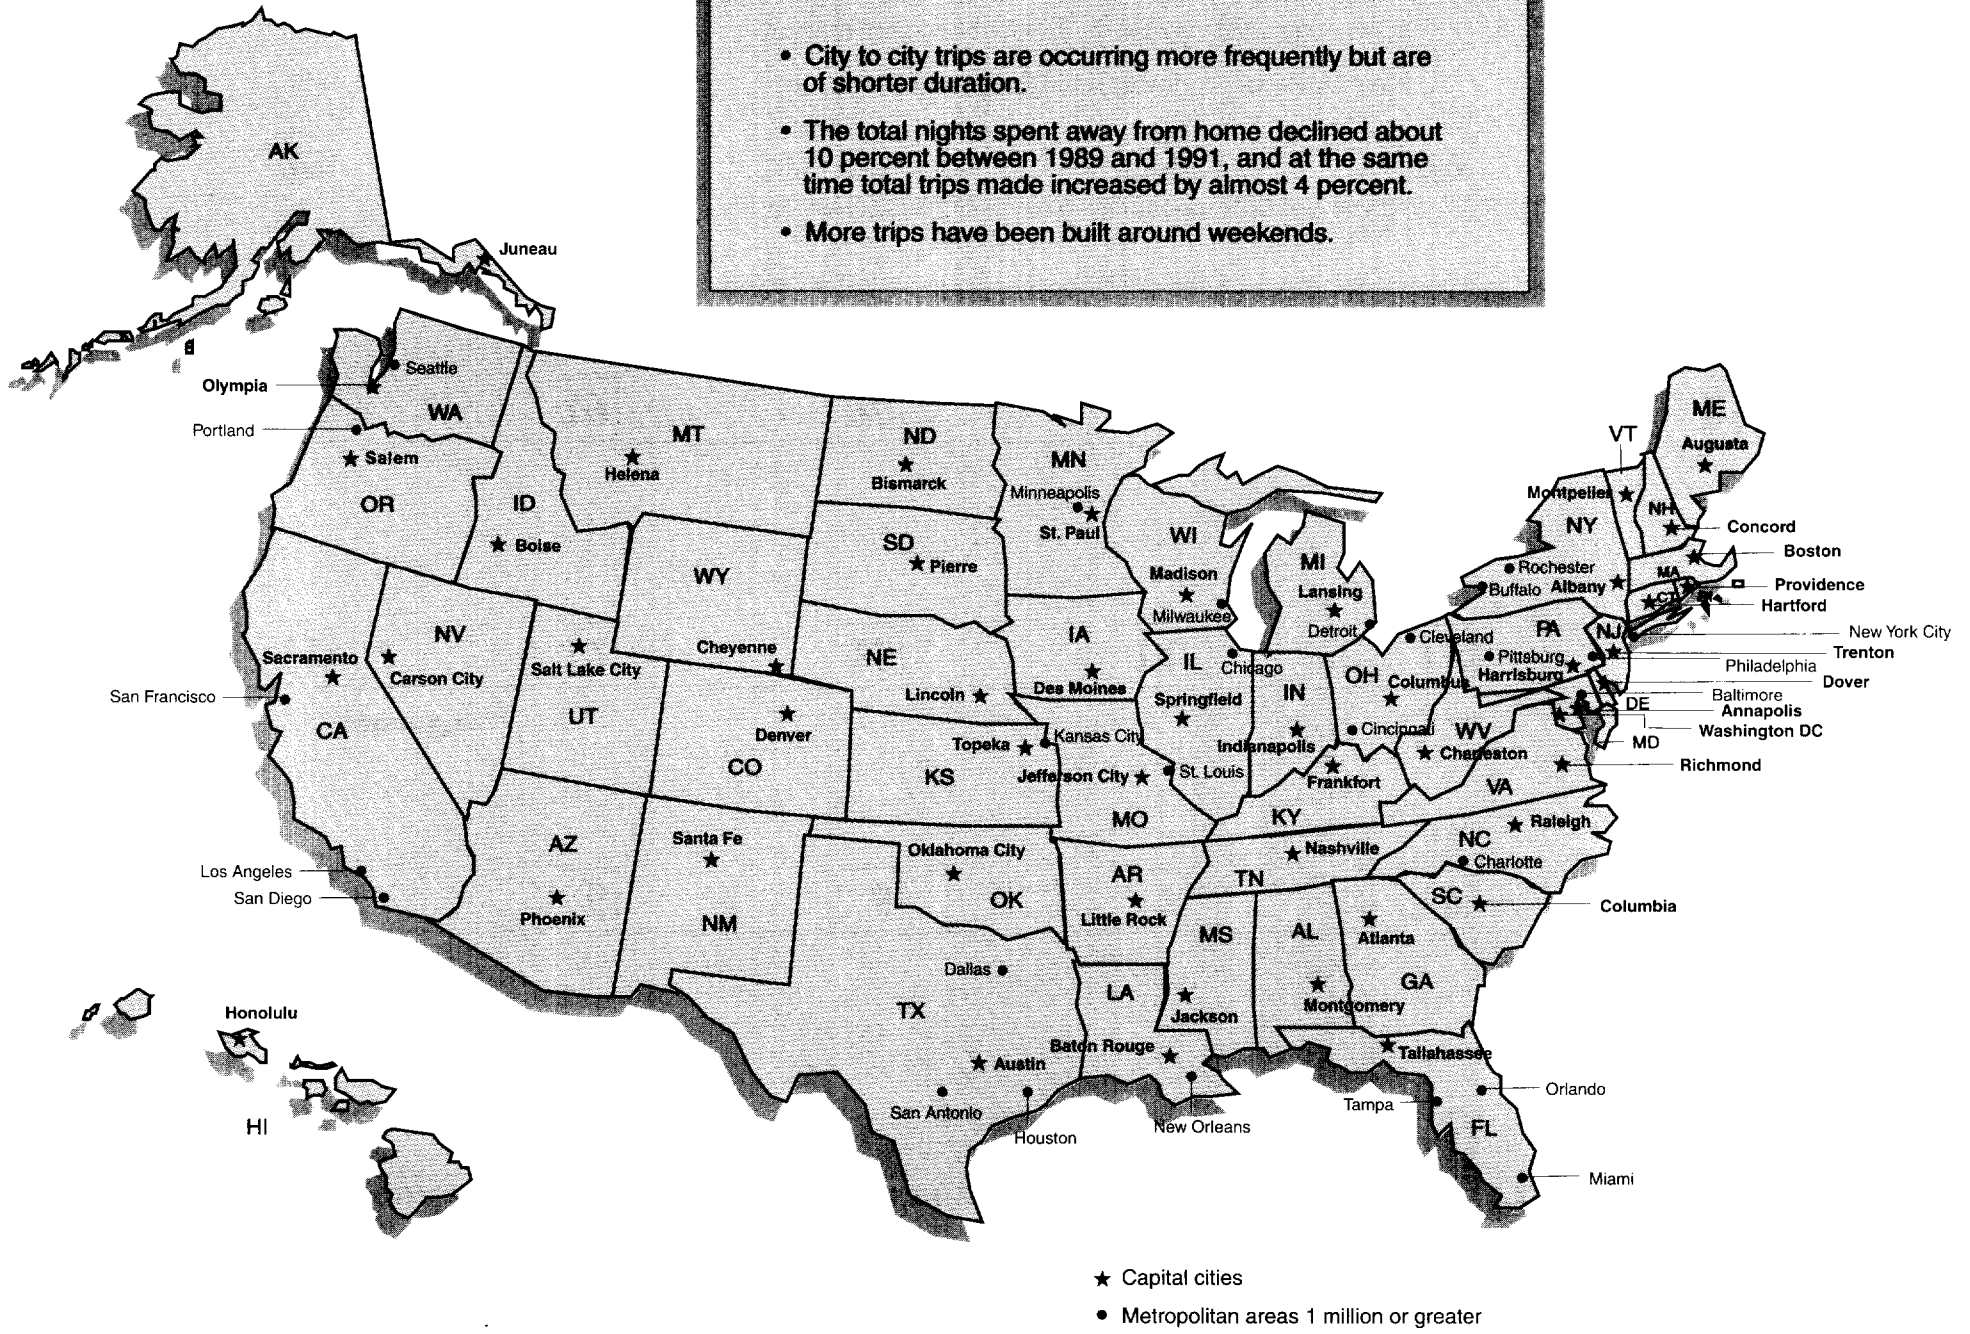 • City to city trips are occurring more frequently but are
of shorter duration.
• The total nights spent away from home declined about
10 percent between 1989 and 1991, and at the same
time total trips made increased by almost 4 percent.
• More trips have been built around weekends.
AK
Juneau
Seattle
Olympia
WA
Portland
Salem
OR
ID
Boise
MT
Helena
ND
Bismarck
MN
Minneapolis
St. Paul
SD
Pierre
WY
Cheyenne
WI
Madison
Milwaukee
MI
Lansing
Detroit
ME
Augusta
VT
Montpelier
NH
NY
Concord
Boston
Rochester
Buffalo
Albany
MA
Providence
CT
Hartford
NV
Carson City
Sacramento
San Francisco
CA
Salt Lake City
UT
NE
Lincoln
IA
Des Moines
IL
Chicago
Springfield
IN
Indianapolis
OH
Cleveland
Columbus
Cincinnati
PA
Pittsburg
Harrisburg
NJ
New York City
Trenton
Philadelphia
Dover
Baltimore
DE
Annapolis
Washington DC
MD
WV
Charleston
Richmond
VA
Denver
CO
Topeka
Kansas City
KS
Jefferson City
St. Louis
MO
Frankfort
KY
Los Angeles
San Diego
AZ
Phoenix
Santa Fe
NM
Oklahoma City
OK
AR
Little Rock
Nashville
TN
NC
Raleigh
Charlotte
SC
Columbia
MS
Jackson
AL
Montgomery
Atlanta
GA
Dallas
TX
LA
Baton Rouge
Austin
San Antonio
Houston
New Orleans
Tallahassee
Orlando
Tampa
FL
Miami
Honolulu
HI
★ Capital cities
• Metropolitan areas 1 million or greater